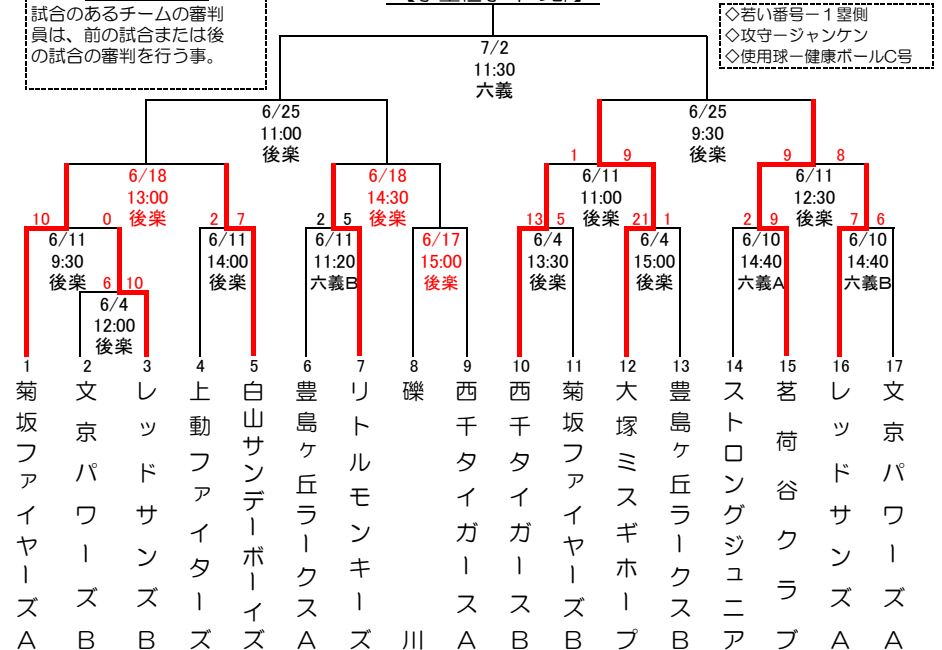 試合のあるチームの審判
員は、前の試合または後
の試合の審判を行う事。
◇若い番号－1塁側
◇攻守－ジャンケン
◇使用球－健康ボールC号
7/2
11:30
六義
6/25
11:00
後楽
6/25
9:30
後楽
6/18
13:00
後楽
6/18
14:30
後楽
1 9
6/11
11:00
後楽
9 8
6/11
12:30
後楽
10 0
6/11
9:30
後楽
2 7
6/11
14:00
後楽
2 5
6/11
11:20
六義B
6/17
15:00
後楽
13 5
6/4
13:30
後楽
21 1
6/4
15:00
後楽
2 9
6/10
14:40
六義A
7 6
6/10
14:40
六義B
6 10
6/4
12:00
後楽
1 菊坂ファイヤーズA
2 文京パワーズB
3 レッドサンズB
4 上動ファイターズ
5 白山サンデーボーイズ
6 豊島ヶ丘ラークスA
7 リトルモンキーズ
8 礫川
9 西千タイガースA
10 西千タイガースB
11 菊坂ファイヤーズB
12 大塚ミスギホープ
13 豊島ヶ丘ラークスB
14 ストロングジュニア
15 茗荷谷クラブ
16 レッドサンズA
17 文京パワーズA